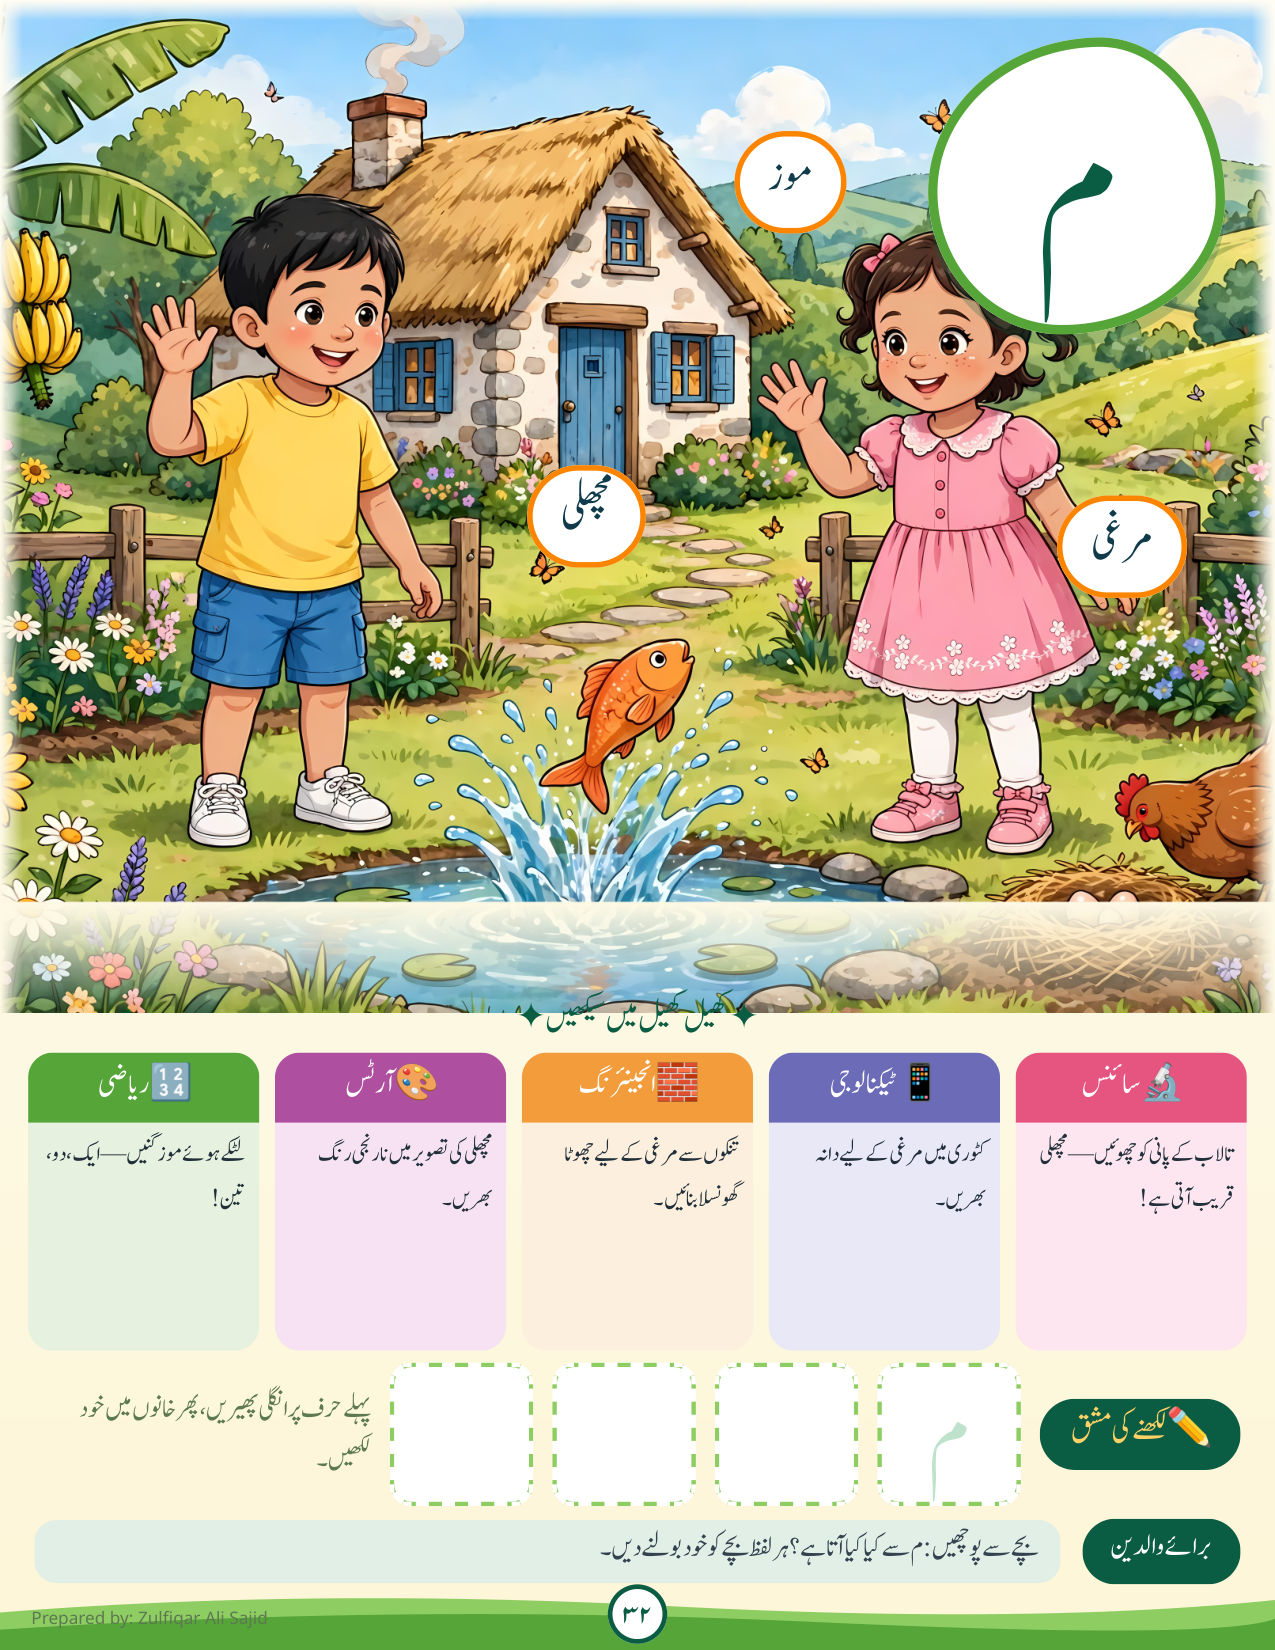 م
موز
مچھلی
مرغی
✦ کھیل کھیل میں سیکھیں ✦
🔬 سائنس
تالاب کے پانی کو چھوئیں — مچھلی
قریب آتی ہے!
📱 ٹیکنالوجی
کٹوری میں مرغی کے لیے دانہ
بھریں۔
🧱 انجینئرنگ
تنکوں سے مرغی کے لیے چھوٹا
گھونسلا بنائیں۔
🎨 آرٹس
مچھلی کی تصویر میں نارنجی رنگ
بھریں۔
🔢 ریاضی
لٹکے ہوئے موز گنیں — ایک، دو،
تین!
✏️ لکھنے کی مشق
م
پہلے حرف پر انگلی پھیریں، پھر خانوں میں خود
لکھیں۔
برائے والدین
بچے سے پوچھیں: م سے کیا کیا آتا ہے؟ ہر لفظ بچے کو خود بولنے دیں۔
Prepared by: Zulfiqar Ali Sajid
۳۲